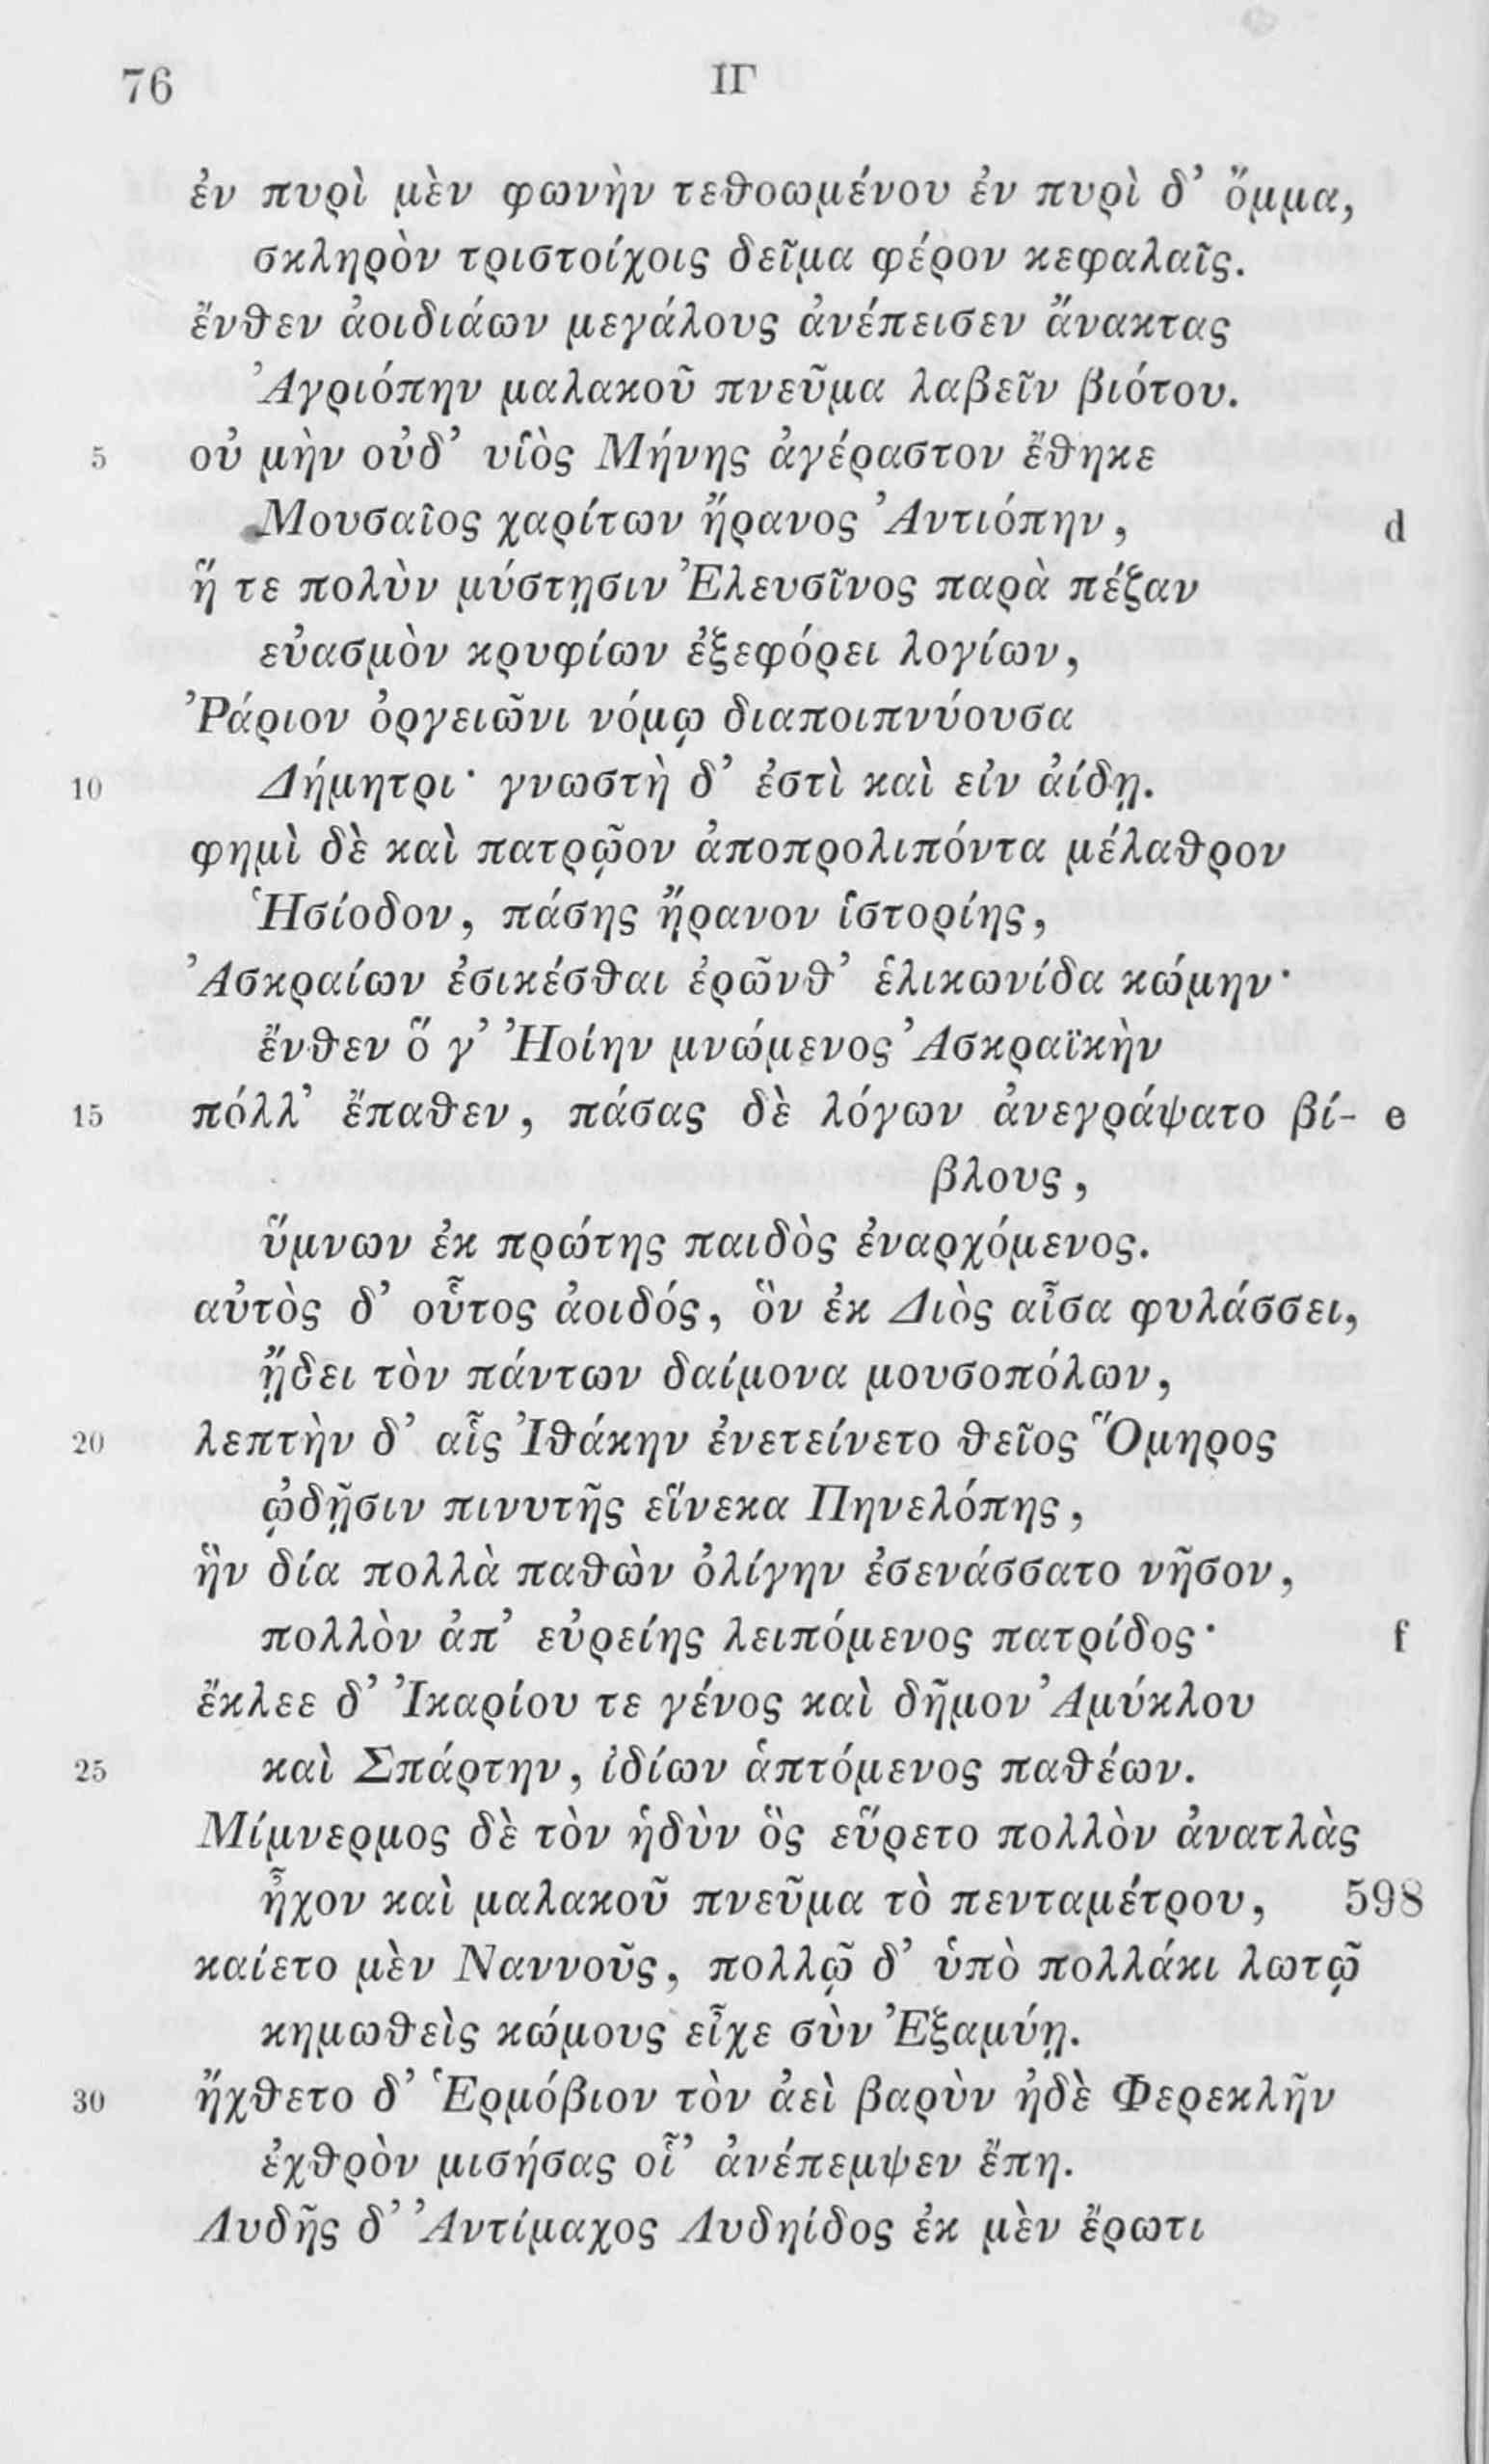 76 ΙΓ
ἐν πυρὶ μὲν φωνὴν τεθοωμένου ἐν πυρὶ δ’ ὄμμα,
σκληρὸν τριστοίχοις δεῖμα φέρον κεφαλαῖς.
ἔνθεν ἀοιδιάων μεγάλους ἀνέπεισεν ἄνακτας
Ἀγριόπην μαλακοῦ πνεῦμα λαβεῖν βιότου.
5 οὐ μὴν οὐδ’ υἱὸς Μήνης ἀγέραστον ἔθηκε
Μουσαῖος χαρίτων ἤρανος Ἀντιόπην, d
ἥ τε πολὺν μύστῃσιν Ἐλευσῖνος παρὰ πέξαν
εὐασμὸν κρυφίων ἐξεφόρει λογίων,
Ῥάριον ὀργειῶνι νόμῳ διαποιπνύουσα
10 Δήμητρι· γνωστὴ δ’ ἐστὶ καὶ εἰν ἀίδῃ.
φημὶ δὲ καὶ πατρῷον ἀποπρολιπόντα μέλαθρον
Ἡσίοδον, πάσης ἤρανον ἱστορίης,
Ἀσκραίων ἐσικέσθαι ἐρῶνθ’ ἑλικωνίδα κώμην·
ἔνθεν ὅ γ’ Ἠοίην μνώμενος Ἀσκραϊκὴν
15 πόλλ’ ἔπαθεν, πάσας δὲ λόγων ἀνεγράψατο βί- e
βλους,
ὕμνων ἐκ πρώτης παιδὸς ἐναρχόμενος.
αὐτὸς δ’ οὗτος ἀοιδός, ὃν ἐκ Διὸς αἶσα φυλάσσει,
ᾔδει τὸν πάντων δαίμονα μουσοπόλων,
20 λεπτὴν δ’ αἷς Ἰθάκην ἐνετείνετο θεῖος Ὅμηρος
ᾠδῇσιν πινυτῆς εἵνεκα Πηνελόπης,
ἣν δία πολλὰ παθὼν ὀλίγην ἐσενάσσατο νῆσον,
πολλὸν ἀπ’ εὐρείης λειπόμενος πατρίδος· f
ἔκλεε δ’ Ἰκαρίου τε γένος καὶ δῆμον Ἀμύκλου
25 καὶ Σπάρτην, ἰδίων ἁπτόμενος παθέων.
Μίμνερμος δὲ τὸν ἡδὺν ὃς εὕρετο πολλὸν ἀνατλὰς
ἦχον καὶ μαλακοῦ πνεῦμα τὸ πενταμέτρου, 598
καίετο μὲν Ναννοῦς, πολλῷ δ’ ὑπὸ πολλάκι λωτῷ
κημωθεὶς κώμους εἶχε σὺν Ἐξαμύῃ.
30 ἤχθετο δ’ Ἑρμόβιον τὸν ἀεὶ βαρὺν ἠδὲ Φερεκλῆν
ἐχθρὸν μισήσας οἷ’ ἀνέπεμψεν ἔπη.
Λυδῆς δ’ Ἀντίμαχος Λυδηίδος ἐκ μὲν ἔρωτι